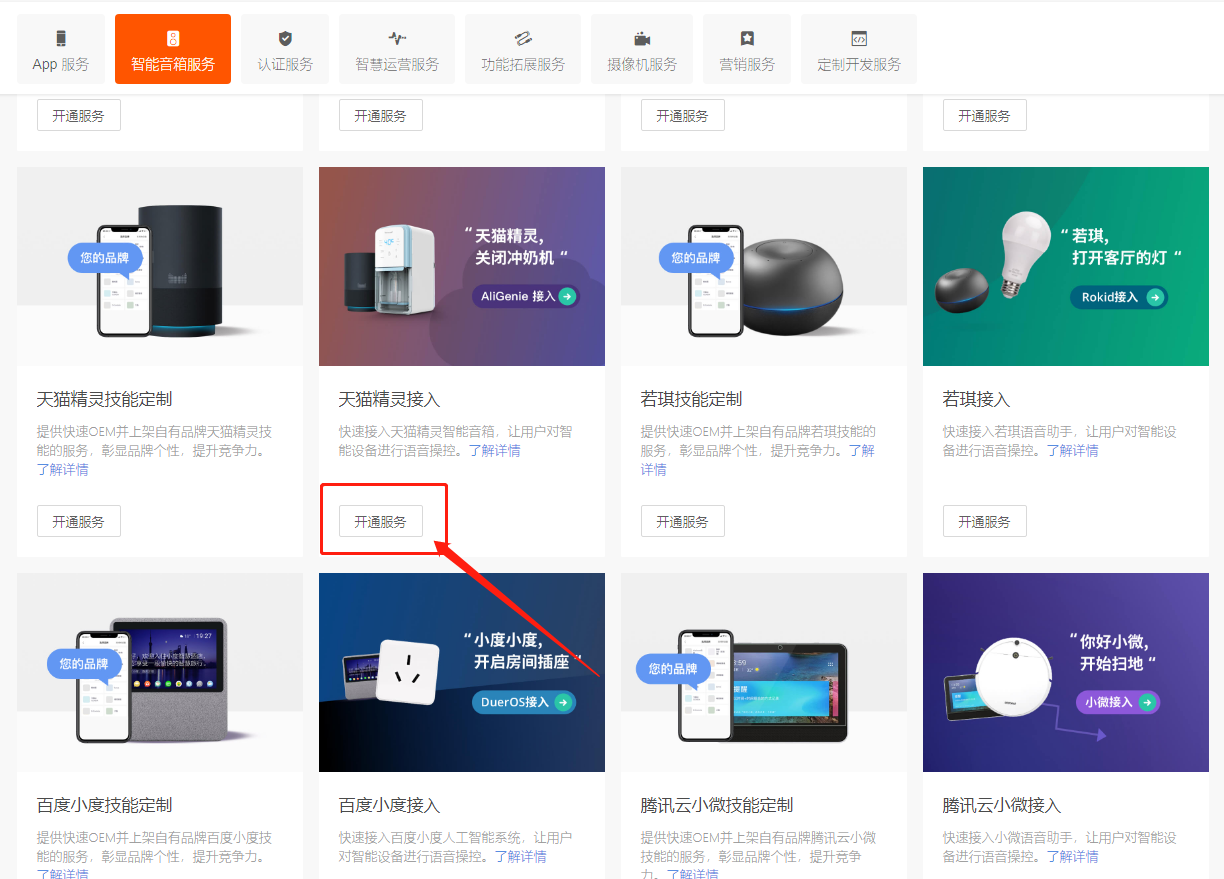 App 服务
智能音箱服务
认证服务
智慧运营服务
功能拓展服务
摄像机服务
营销服务
定制开发服务
开通服务
开通服务
开通服务
开通服务
您的品牌
“ 天猫精灵，
关闭冲奶机 “
AliGenie 接入
您的品牌
“ 若琪，
打开客厅的灯 “
Rokid接入
天猫精灵技能定制
提供快速OEM并上架自有品牌天猫精灵技
能的服务，彰显品牌个性，提升竞争力。
了解详情
开通服务
天猫精灵接入
快速接入天猫精灵智能音箱，让用户对智
能设备进行语音操控。了解详情
开通服务
若琪技能定制
提供快速OEM并上架自有品牌若琪技能的
服务，彰显品牌个性，提升竞争力。了解
详情
开通服务
若琪接入
快速接入若琪语音助手，让用户对智能设
备进行语音操控。了解详情
开通服务
您的品牌
19:27
“ 小度小度，
开启房间插座 “
DuerOS接入
您的品牌
“ 你好小微，
开始扫地 “
小微接入
百度小度技能定制
提供快速OEM并上架自有品牌百度小度技
能的服务，彰显品牌个性，提升竞争力。
了解详情
百度小度接入
快速接入百度小度人工智能系统，让用户
对智能设备进行语音操控。了解详情
腾讯云小微技能定制
提供快速OEM并上架自有品牌腾讯云小微
技能的服务，彰显品牌个性，提升竞争
力。了解详情
腾讯云小微接入
快速接入小微语音助手，让用户对智能设
备进行语音操控。了解详情